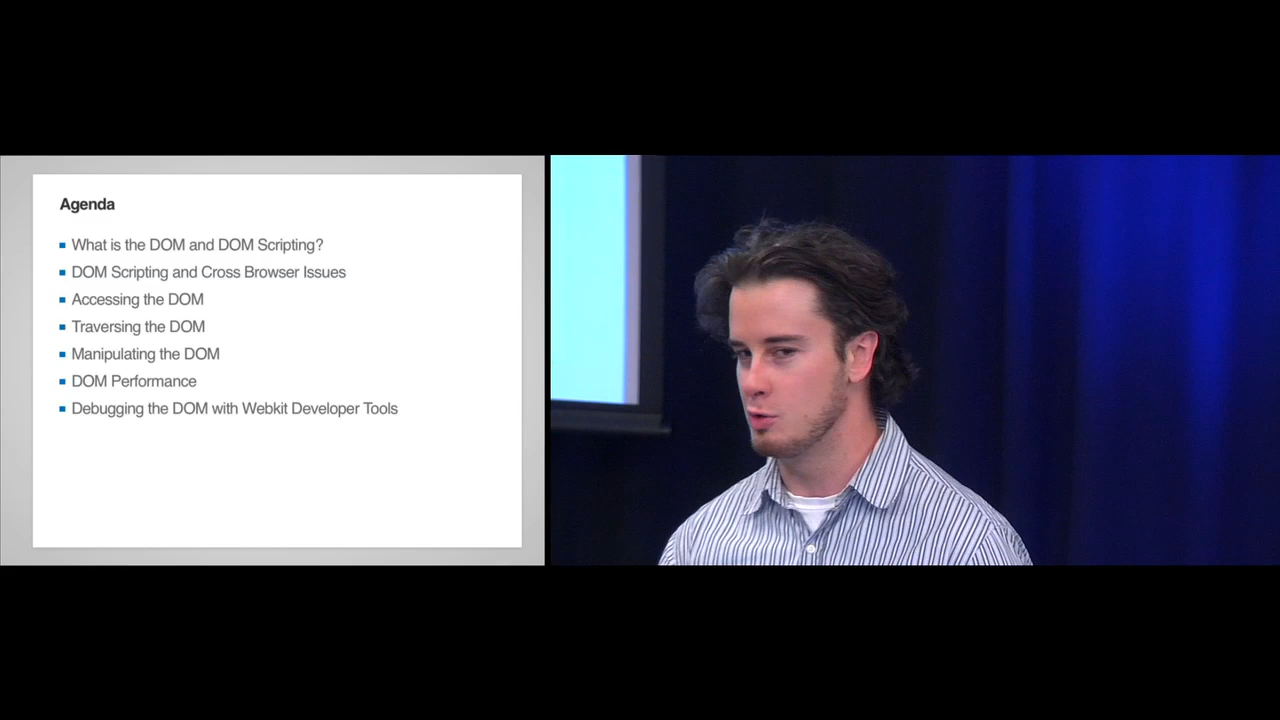 Agenda
What is the DOM and DOM Scripting?
DOM Scripting and Cross Browser Issues
Accessing the DOM
Traversing the DOM
Manipulating the DOM
DOM Performance
Debugging the DOM with Webkit Developer Tools